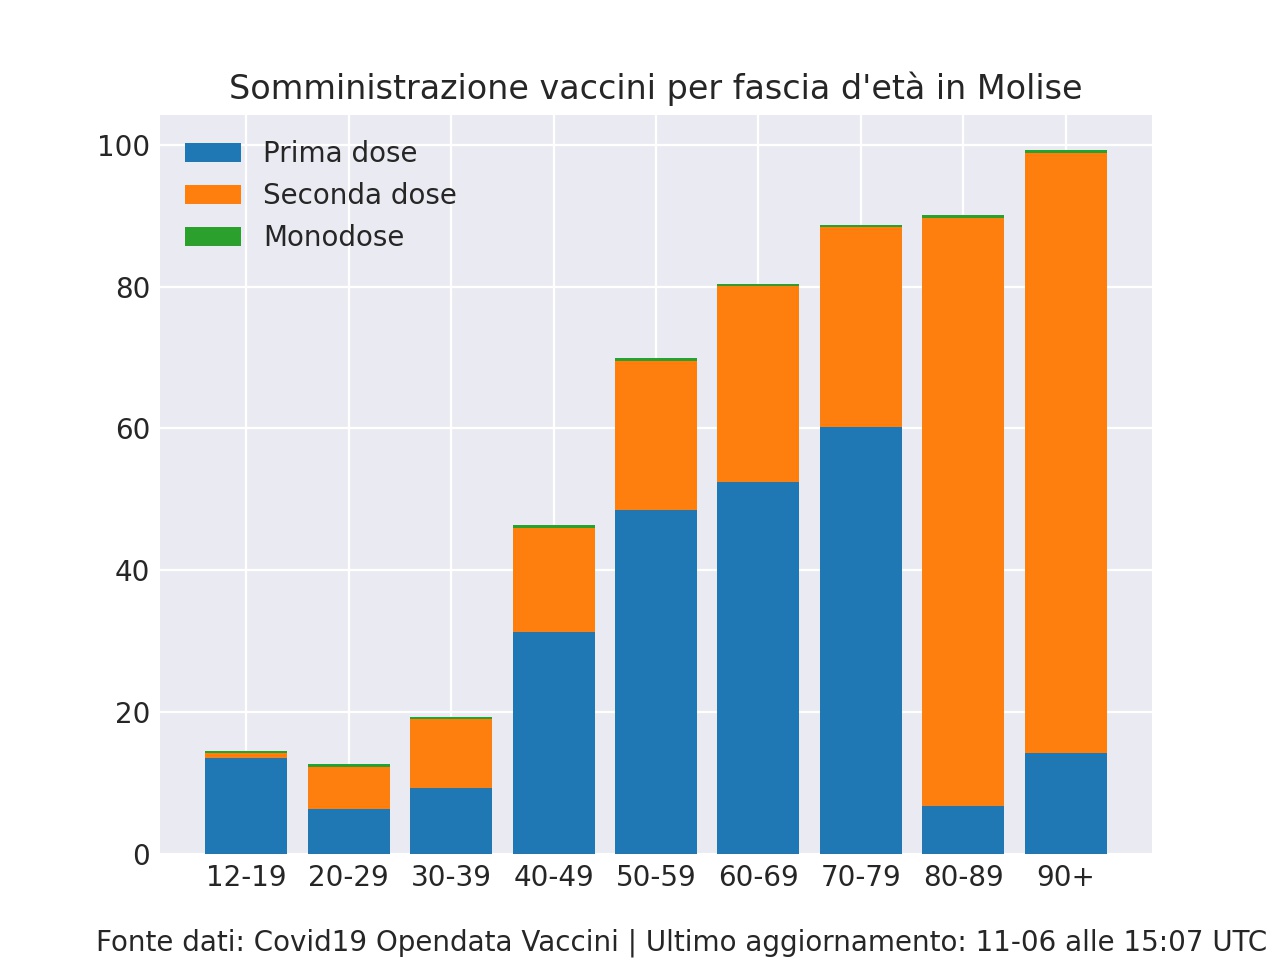 Somministrazione vaccini per fascia d'età in Molise
Prima dose
Seconda dose
Monodose
100
80
60
40
20
0
12-19 20-29 30-39 40-49 50-59 60-69 70-79 80-89 90+
Fonte dati: Covid19 Opendata Vaccini | Ultimo aggiornamento: 11-06 alle 15:07 UTC